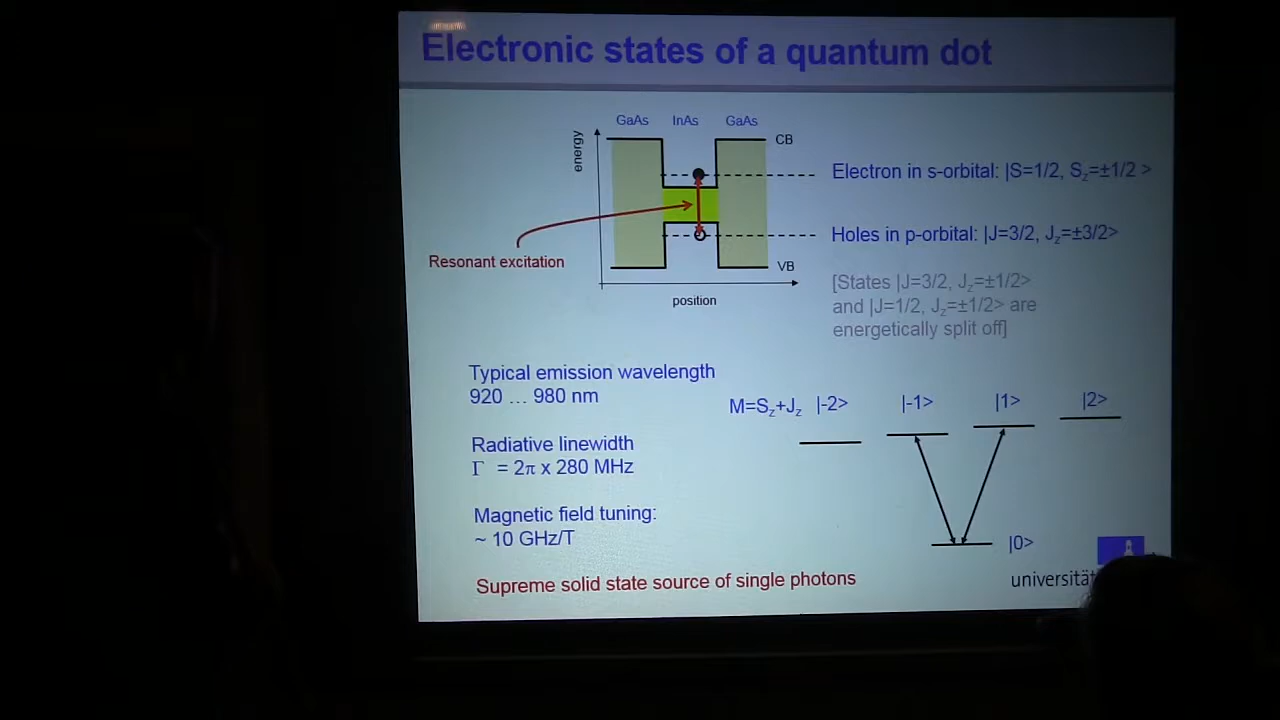 Electronic states of a quantum dot
GaAs InAs GaAs
energy
CB
Electron in s-orbital: |S=1/2, Sz=±1/2 >
Holes in p-orbital: |J=3/2, Jz=±3/2>
Resonant excitation
VB
position
[States |J=3/2, Jz=±1/2>
and |J=1/2, Jz=±1/2> are
energetically split off]
Typical emission wavelength
920 … 980 nm
M=Sz+Jz |-2> |-1> |1> |2>
Radiative linewidth
Γ = 2π x 280 MHz
Magnetic field tuning:
~ 10 GHz/T
|0>
Supreme solid state source of single photons
universität